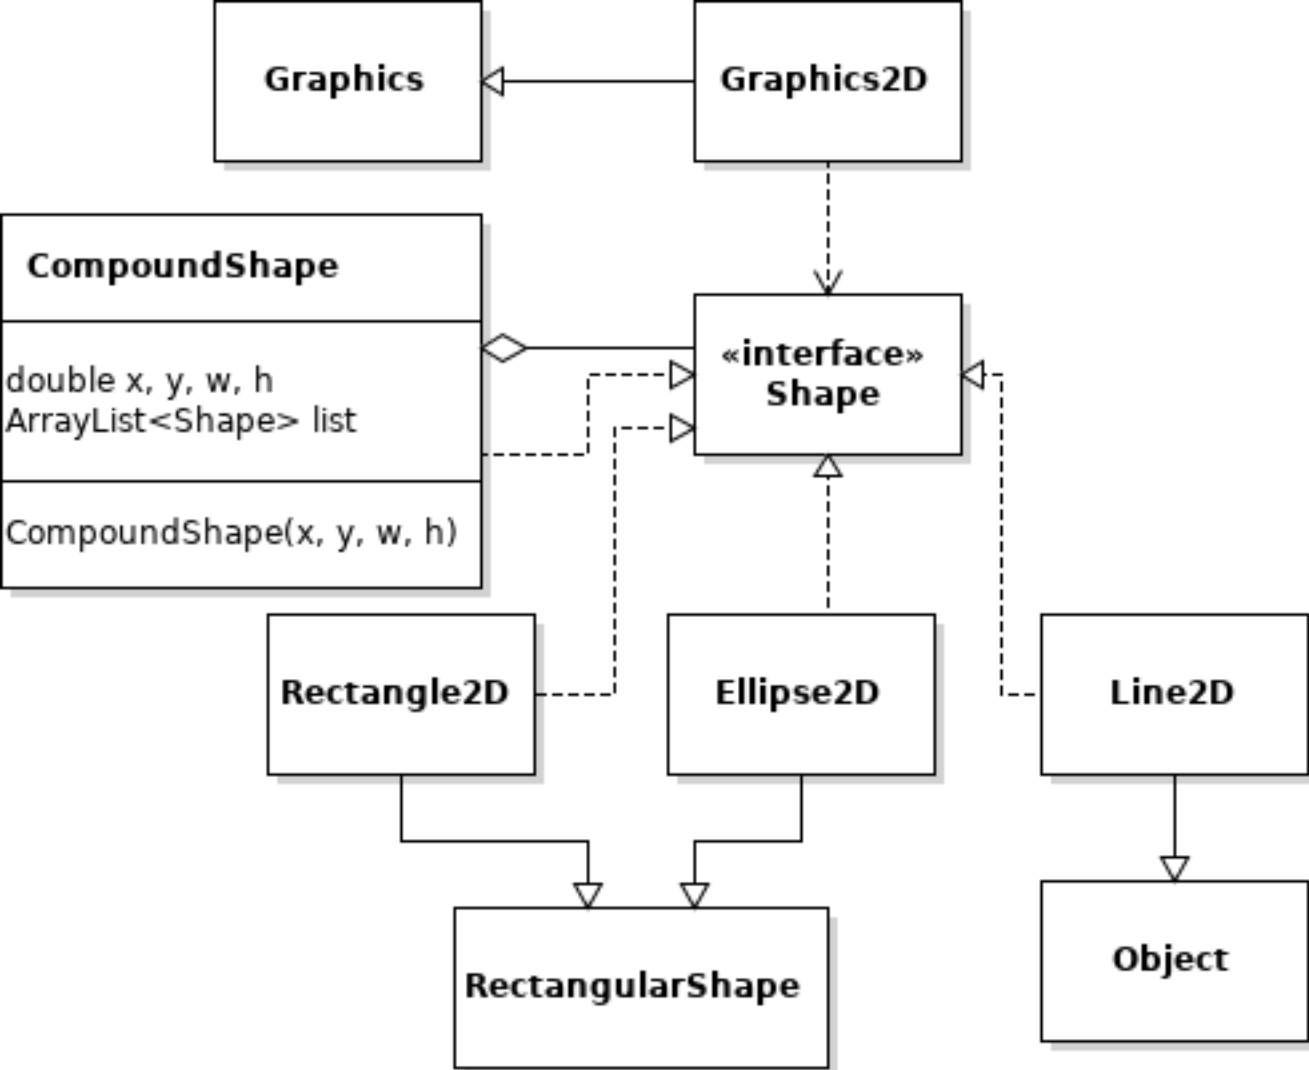 Graphics
Graphics2D
CompoundShape
double x, y, w, h
ArrayList<Shape> list
CompoundShape(x, y, w, h)
«interface»
Shape
Rectangle2D
Ellipse2D
Line2D
RectangularShape
Object